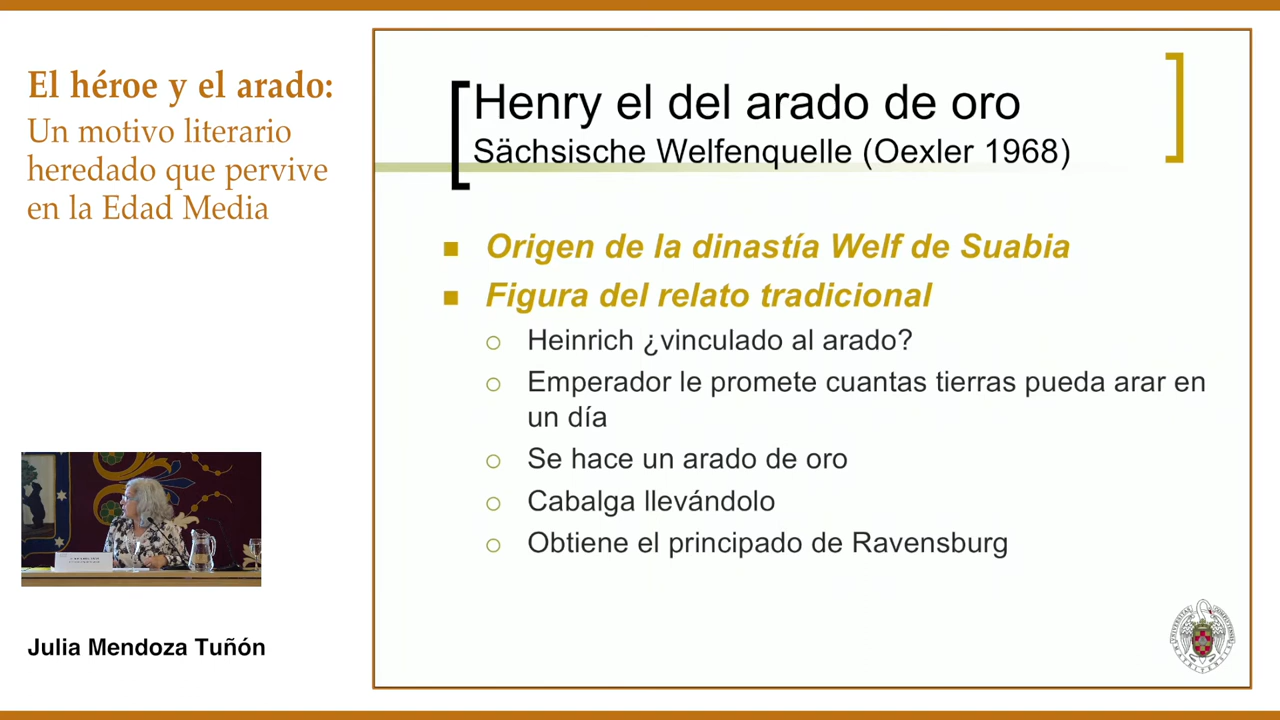 El héroe y el arado:
Un motivo literario
heredado que pervive
en la Edad Media
Julia Mendoza Tuñón
Henry el del arado de oro
Sächsische Welfenquelle (Oexler 1968)
Origen de la dinastía Welf de Suabia
Figura del relato tradicional
Heinrich ¿vinculado al arado?
Emperador le promete cuantas tierras pueda arar en
un día
Se hace un arado de oro
Cabalga llevándolo
Obtiene el principado de Ravensburg